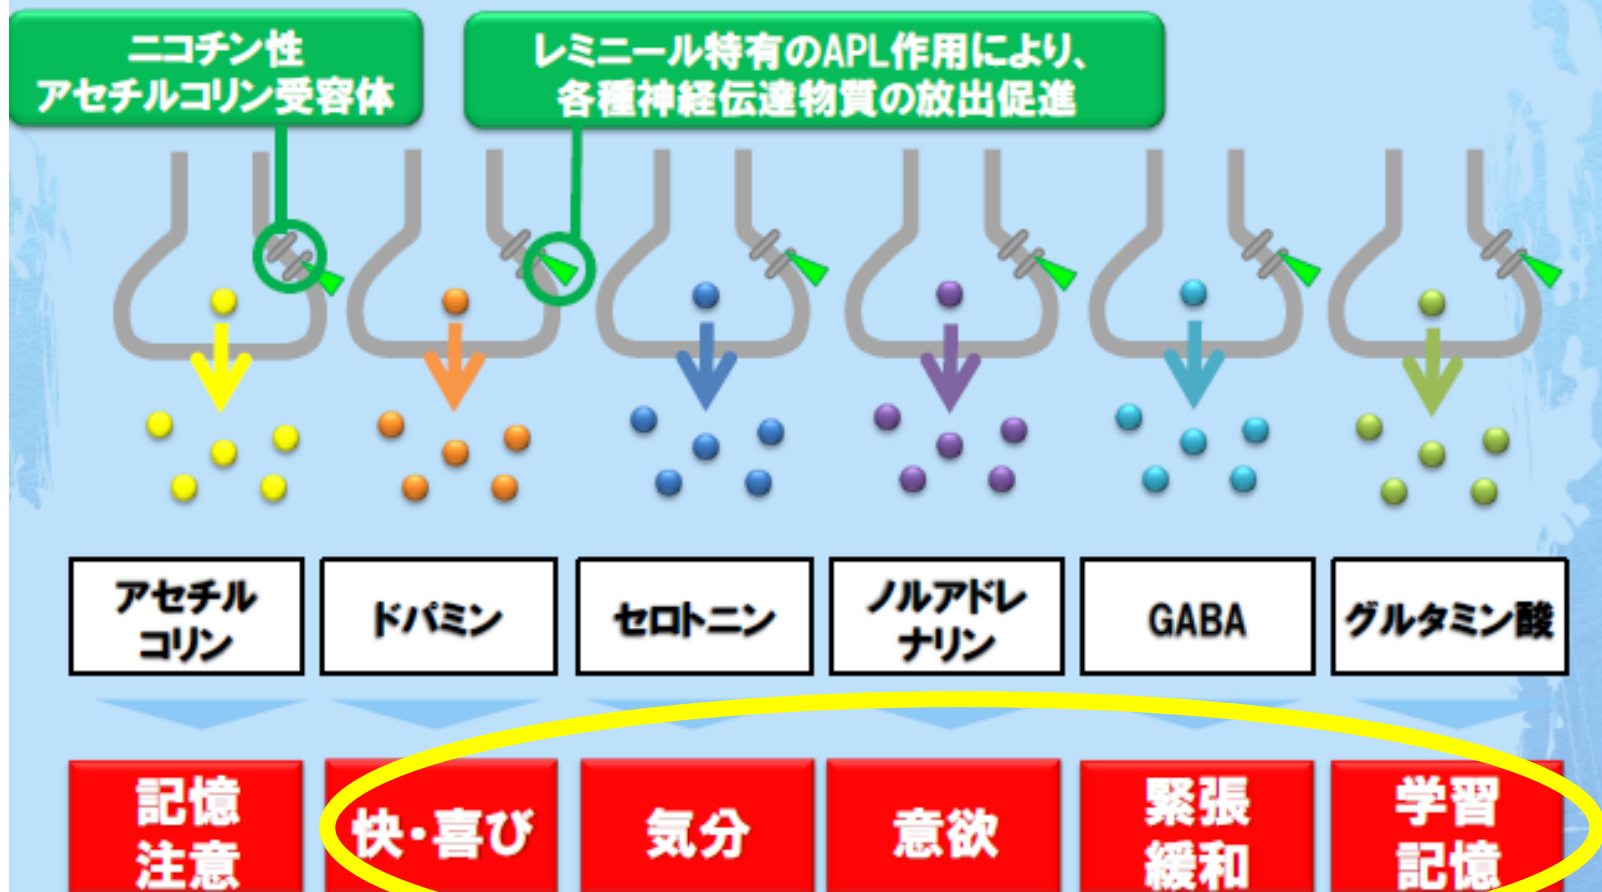 ニコチン性
アセチルコリン受容体
レミニール特有のAPL作用により、
各種神経伝達物質の放出促進
アセチル
コリン
ドパミン
セロトニン
ノルアドレ
ナリン
GABA
グルタミン酸
記憶
注意
快・喜び
気分
意欲
緊張
緩和
学習
記憶